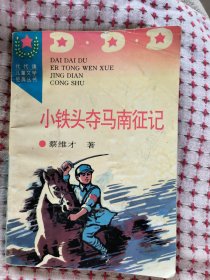 DAI DAI DU
ER TONG WEN XUE
JING DIAN
CONG SHU
代代读
儿童文学
经典丛书
小铁头夺马南征记
蔡维才 著